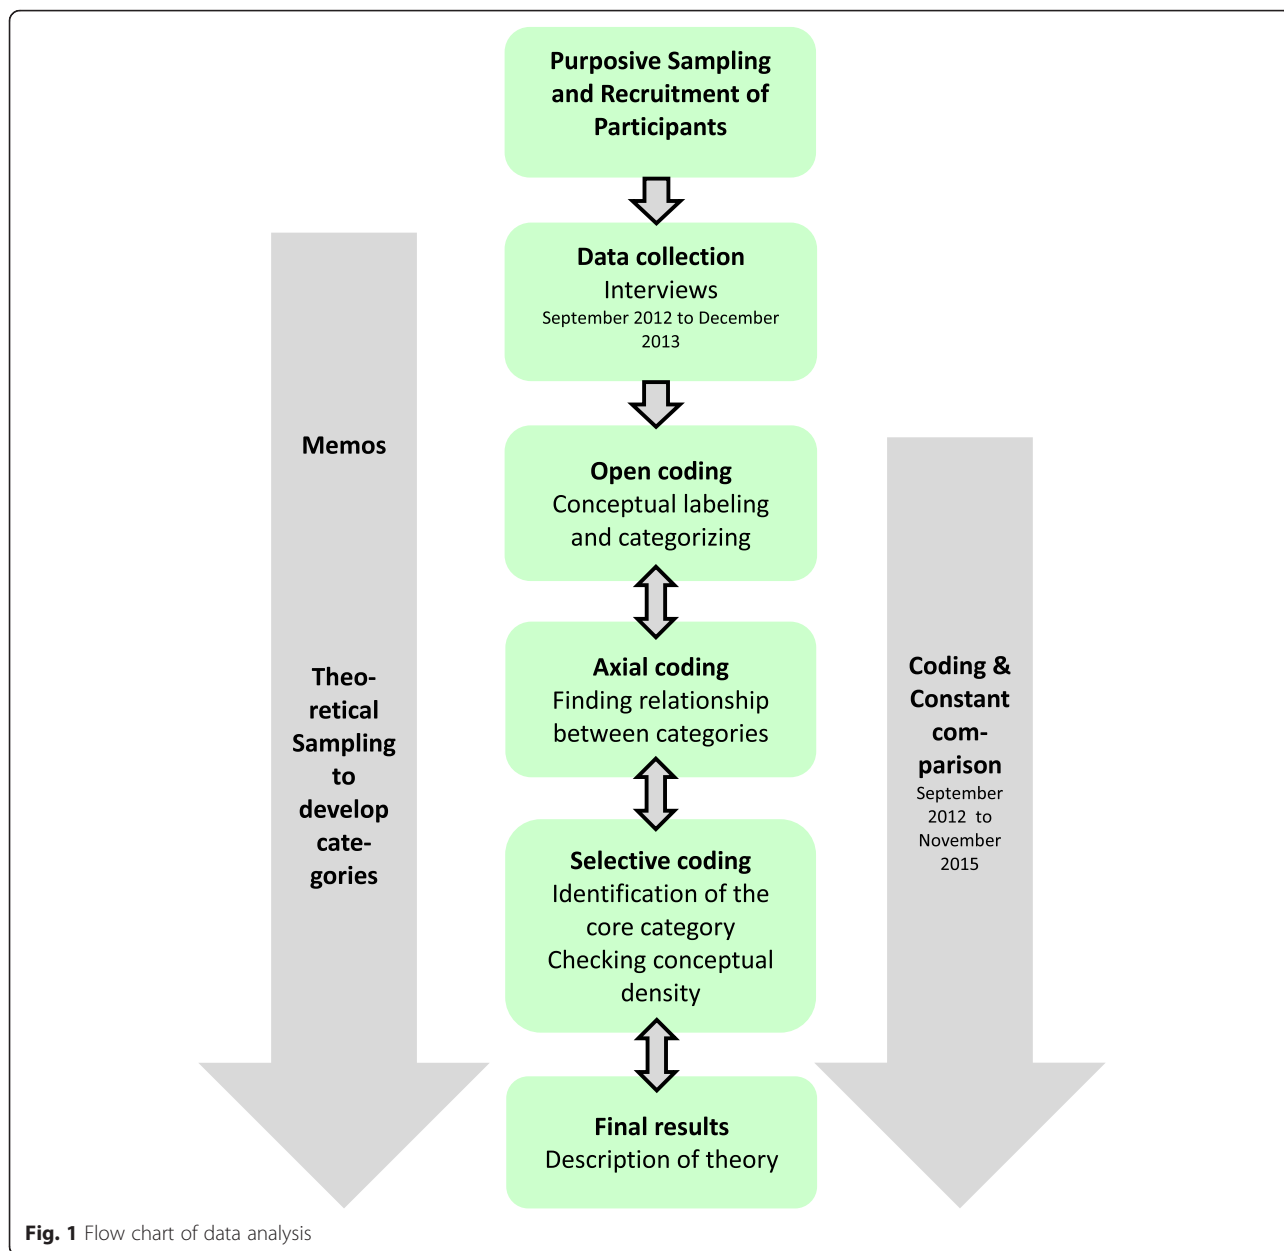 Purposive Sampling
and Recruitment of
Participants
Data collection
Interviews
September 2012 to December
2013
Memos
Open coding
Conceptual labeling
and categorizing
Theo-
retical
Sampling
to
develop
cate-
gories
Axial coding
Finding relationship
between categories
Coding &
Constant
com-
parison
September
2012 to
November
2015
Selective coding
Identification of the
core category
Checking conceptual
density
Final results
Description of theory
Fig. 1 Flow chart of data analysis